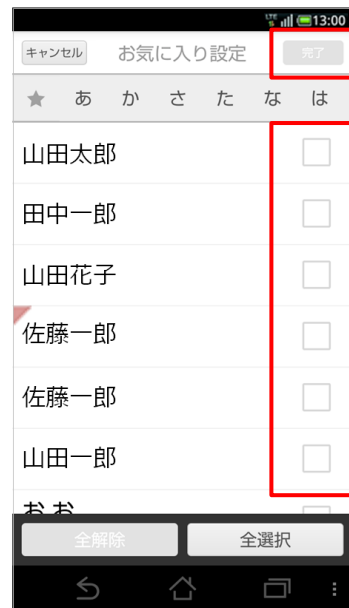 LTE 13:00
キャンセル お気に入り設定 完了
★ あ か さ た な は
山田太郎
田中一郎
山田花子
佐藤一郎
佐藤一郎
山田一郎
全解除 全選択